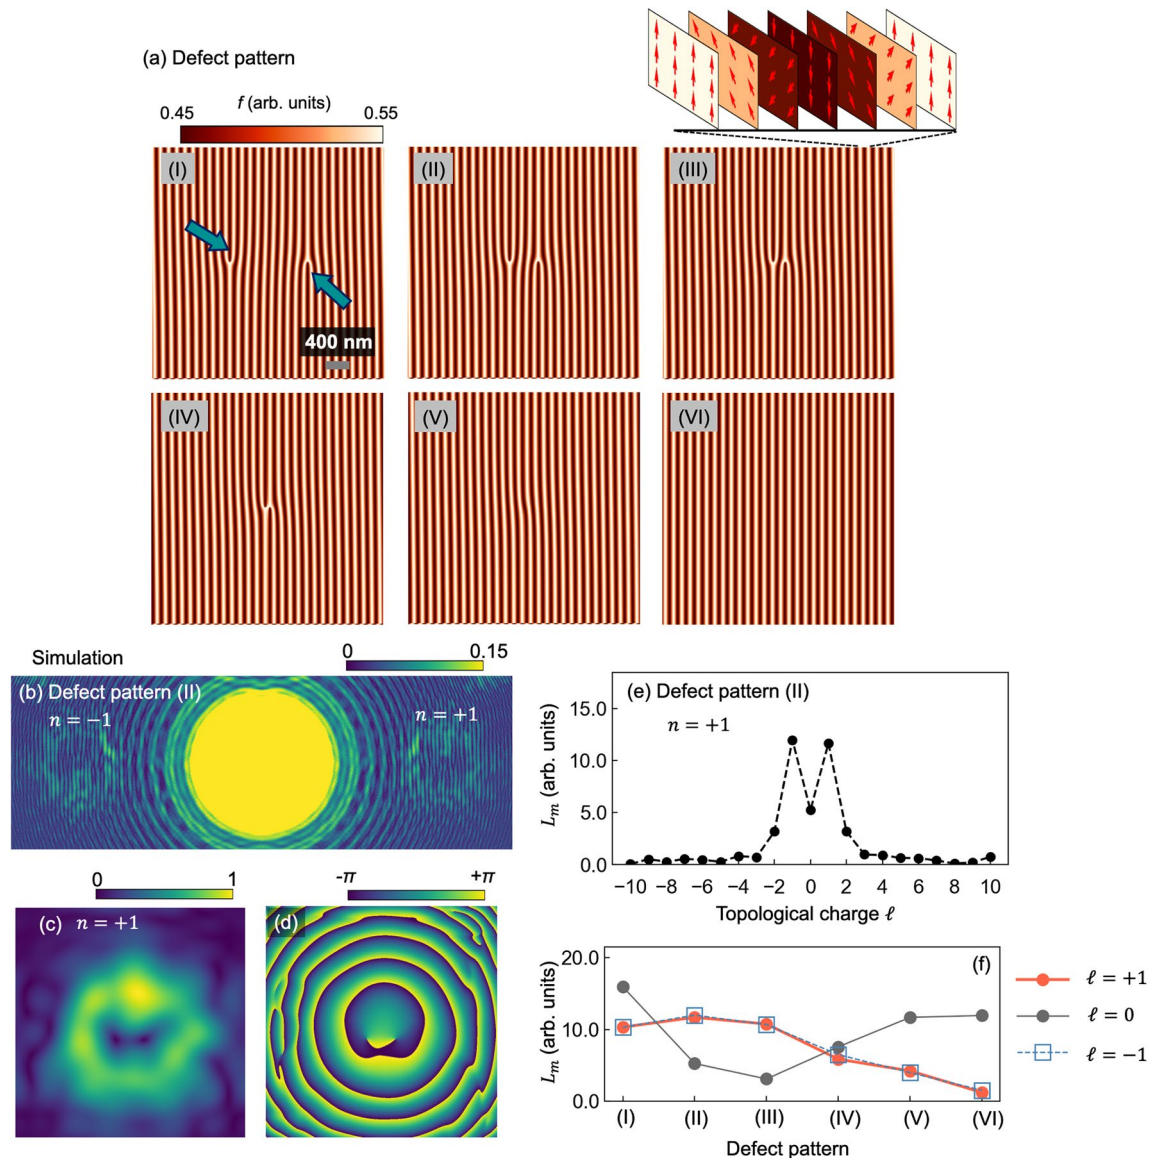 (a) Defect pattern
f (arb. units)
0.45 0.55
(I) (II) (III)
400 nm
(IV) (V) (VI)
Simulation
0 0.15
(b) Defect pattern (II)
n = −1 n = +1
0 1
(c) n = +1
-π +π
(d)
(e) Defect pattern (II)
n = +1
15.0
10.0
5.0
0.0
L_m (arb. units)
−10 −8 −6 −4 −2 0 2 4 6 8 10
Topological charge ℓ
(f)
20.0
10.0
0.0
L_m (arb. units)
(I) (II) (III) (IV) (V) (VI)
Defect pattern
ℓ = +1
ℓ = 0
ℓ = −1